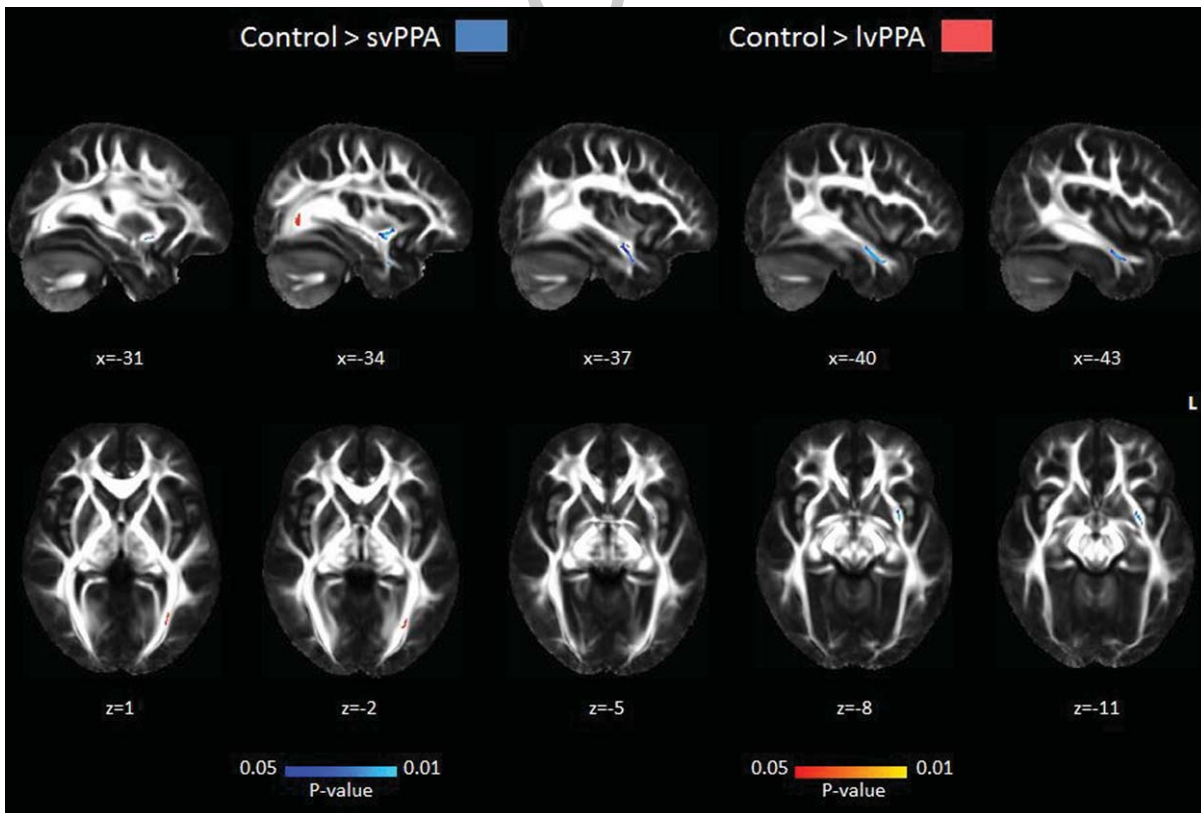 Control > svPPA Control > lvPPA
x=-31 x=-34 x=-37 x=-40 x=-43
L
z=1 z=-2 z=-5 z=-8 z=-11
0.05 0.01 0.05 0.01
P-value P-value